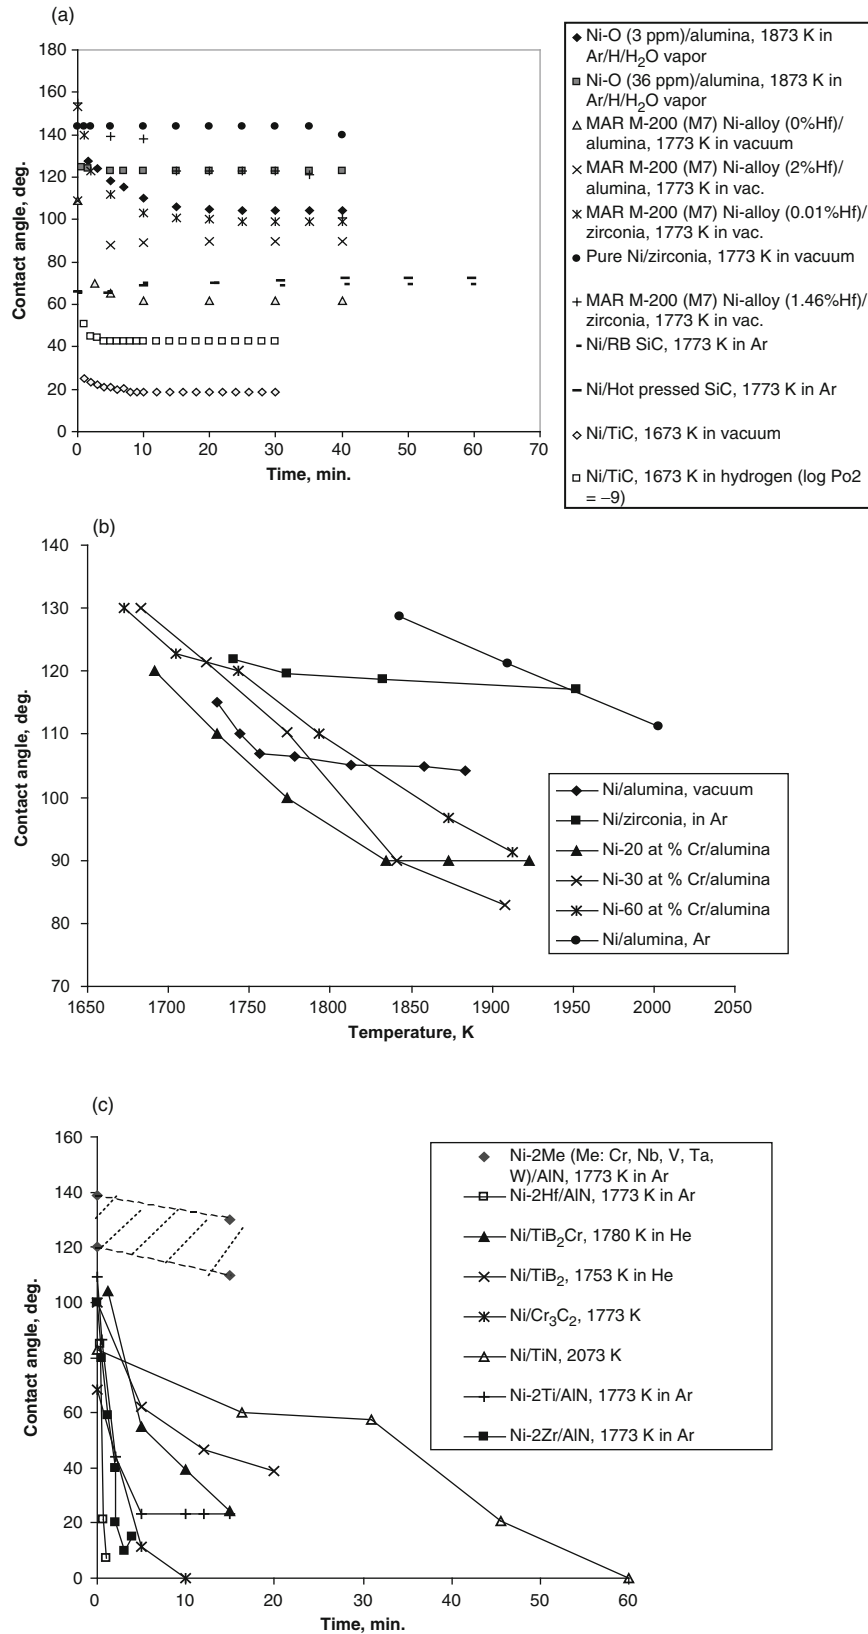 (a)
180
160
140
120
100
80
60
40
20
0
Contact angle, deg.
0
10
20
30
40
50
60
70
Time, min.
Ni-O (3 ppm)/alumina, 1873 K in
Ar/H/H₂O vapor
Ni-O (36 ppm)/alumina, 1873 K in
Ar/H/H₂O vapor
MAR M-200 (M7) Ni-alloy (0%Hf)/
alumina, 1773 K in vacuum
MAR M-200 (M7) Ni-alloy (2%Hf)/
alumina, 1773 K in vac.
MAR M-200 (M7) Ni-alloy (0.01%Hf)/
zirconia, 1773 K in vac.
Pure Ni/zirconia, 1773 K in vacuum
MAR M-200 (M7) Ni-alloy (1.46%Hf)/
zirconia, 1773 K in vac.
Ni/RB SiC, 1773 K in Ar
Ni/Hot pressed SiC, 1773 K in Ar
Ni/TiC, 1673 K in vacuum
Ni/TiC, 1673 K in hydrogen (log Po2
= −9)
(b)
140
130
120
110
100
90
80
70
Contact angle, deg.
1650
1700
1750
1800
1850
1900
1950
2000
2050
Temperature, K
Ni/alumina, vacuum
Ni/zirconia, in Ar
Ni-20 at % Cr/alumina
Ni-30 at % Cr/alumina
Ni-60 at % Cr/alumina
Ni/alumina, Ar
(c)
160
140
120
100
80
60
40
20
0
Contact angle, deg.
0
10
20
30
40
50
60
Time, min.
Ni-2Me (Me: Cr, Nb, V, Ta,
W)/AlN, 1773 K in Ar
Ni-2Hf/AlN, 1773 K in Ar
Ni/TiB₂Cr, 1780 K in He
Ni/TiB₂, 1753 K in He
Ni/Cr₃C₂, 1773 K
Ni/TiN, 2073 K
Ni-2Ti/AlN, 1773 K in Ar
Ni-2Zr/AlN, 1773 K in Ar